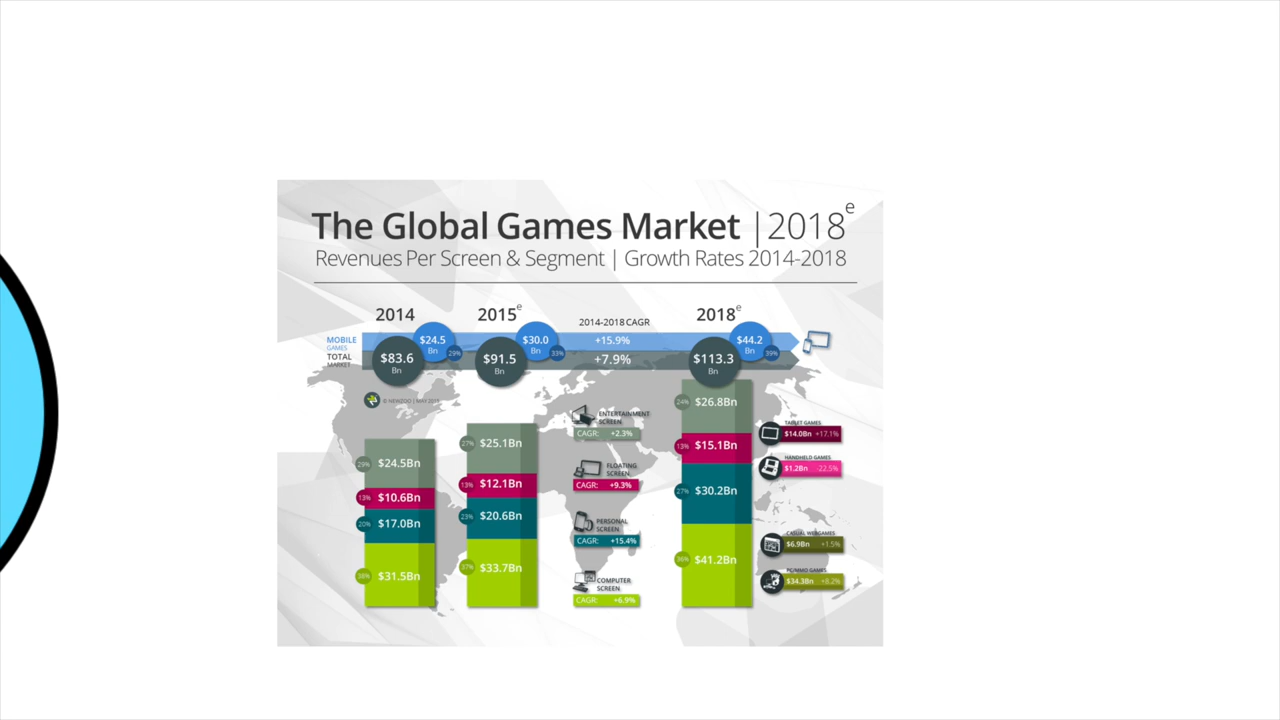 The Global Games Market | 2018e
Revenues Per Screen & Segment | Growth Rates 2014-2018
2014
2015e
2018e
2014-2018 CAGR
MOBILE
GAMES
$24.5
Bn
29%
$30.0
Bn
33%
+15.9%
$44.2
Bn
39%
TOTAL
MARKET
$83.6
Bn
$91.5
Bn
+7.9%
$113.3
Bn
© NEWZOO | MAY 2015
29%
$24.5Bn
13%
$10.6Bn
20%
$17.0Bn
38%
$31.5Bn
27%
$25.1Bn
13%
$12.1Bn
23%
$20.6Bn
37%
$33.7Bn
ENTERTAINMENT
SCREEN
CAGR: +2.3%
FLOATING
SCREEN
CAGR: +9.3%
PERSONAL
SCREEN
CAGR: +15.4%
COMPUTER
SCREEN
CAGR: +6.9%
24%
$26.8Bn
13%
$15.1Bn
27%
$30.2Bn
36%
$41.2Bn
TABLET GAMES
$14.0Bn +17.1%
HANDHELD GAMES
$1.2Bn -22.5%
CASUAL WEBGAMES
$6.9Bn +1.5%
PC/MMO GAMES
$34.3Bn +8.2%